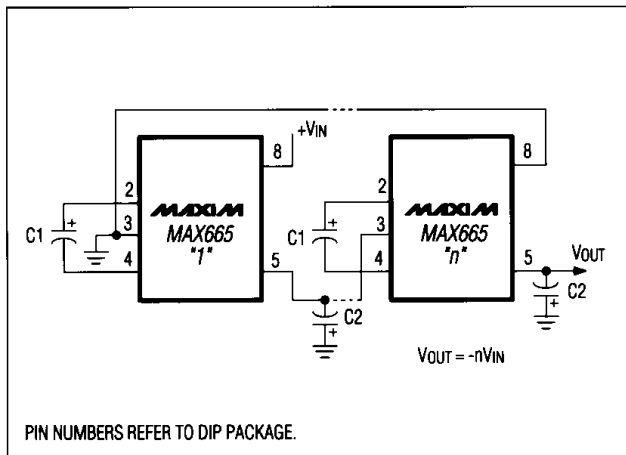 +VIN
8
8
2
MAXIM
MAX665
"1"
3
4
5
C1
+
2
MAXIM
MAX665
"n"
3
4
5
C1
+
VOUT
C2
+
C2
+
VOUT = -nVIN
PIN NUMBERS REFER TO DIP PACKAGE.